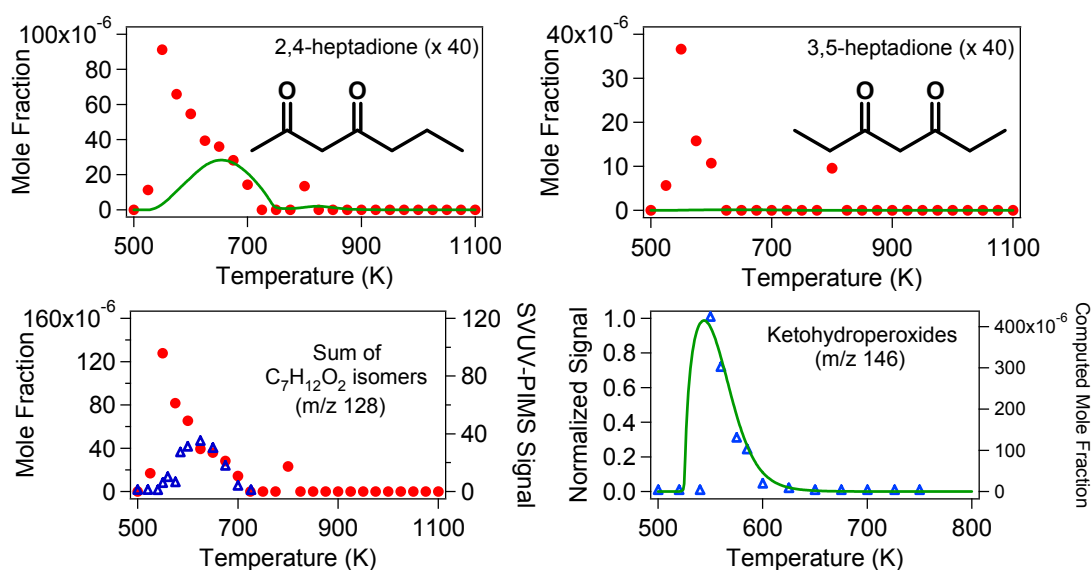 100x10-6
80
60
40
20
0
Mole Fraction
2,4-heptadione (x 40)
O O
500 700 900 1100
Temperature (K)
40x10-6
30
20
10
0
Mole Fraction
3,5-heptadione (x 40)
O O
500 700 900 1100
Temperature (K)
160x10-6
120
80
40
0
Mole Fraction
Sum of
C7H12O2 isomers
(m/z 128)
120
80
40
0
SVUV-PIMS Signal
500 700 900 1100
Temperature (K)
1.0
0.8
0.6
0.4
0.2
0.0
Normalized Signal
Ketohydroperoxides
(m/z 146)
400x10-6
300
200
100
0
Computed Mole Fraction
500 600 700 800
Temperature (K)